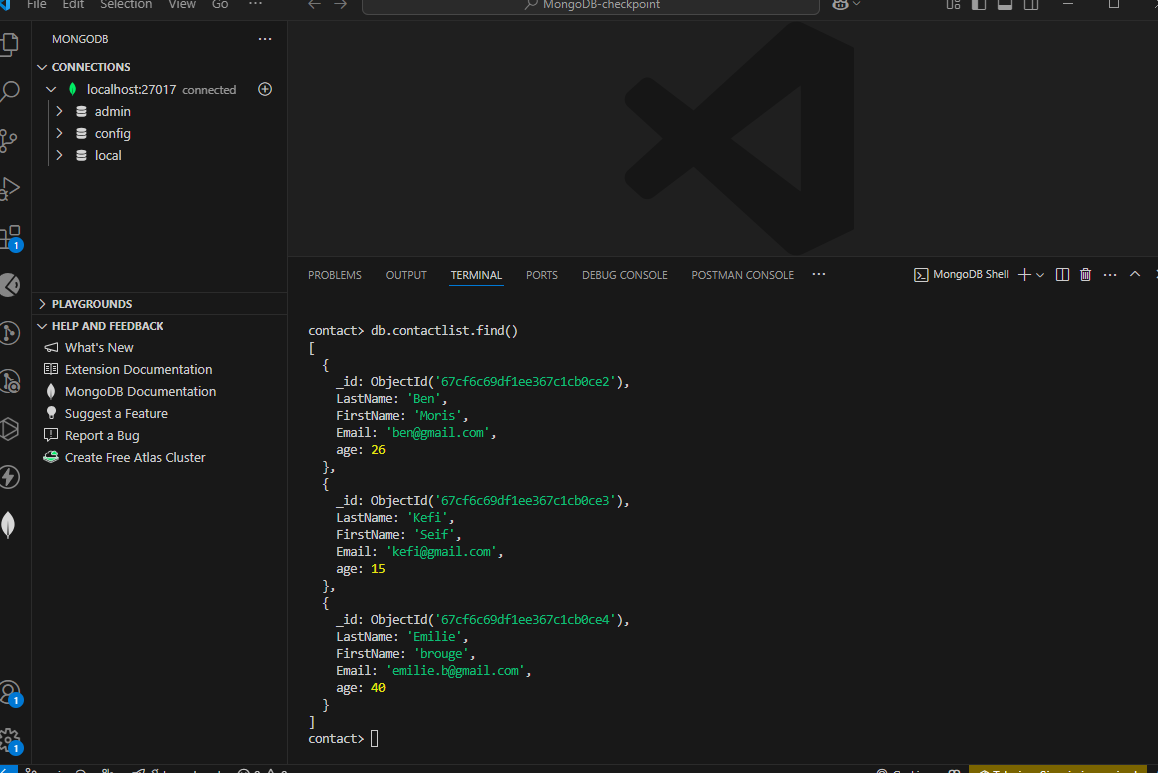 File Edit Selection View Go ···
MongoDB-checkpoint
MONGODB ···
CONNECTIONS
localhost:27017 connected
admin
config
local
1
PLAYGROUNDS
HELP AND FEEDBACK
What's New
Extension Documentation
MongoDB Documentation
Suggest a Feature
Report a Bug
Create Free Atlas Cluster
1
1
PROBLEMS OUTPUT TERMINAL PORTS DEBUG CONSOLE POSTMAN CONSOLE ···
MongoDB Shell
contact> db.contactlist.find()
[
{
_id: ObjectId('67cf6c69df1ee367c1cb0ce2'),
LastName: 'Ben',
FirstName: 'Moris',
Email: 'ben@gmail.com',
age: 26
},
{
_id: ObjectId('67cf6c69df1ee367c1cb0ce3'),
LastName: 'Kefi',
FirstName: 'Seif',
Email: 'kefi@gmail.com',
age: 15
},
{
_id: ObjectId('67cf6c69df1ee367c1cb0ce4'),
LastName: 'Emilie',
FirstName: 'brouge',
Email: 'emilie.b@gmail.com',
age: 40
}
]
contact>